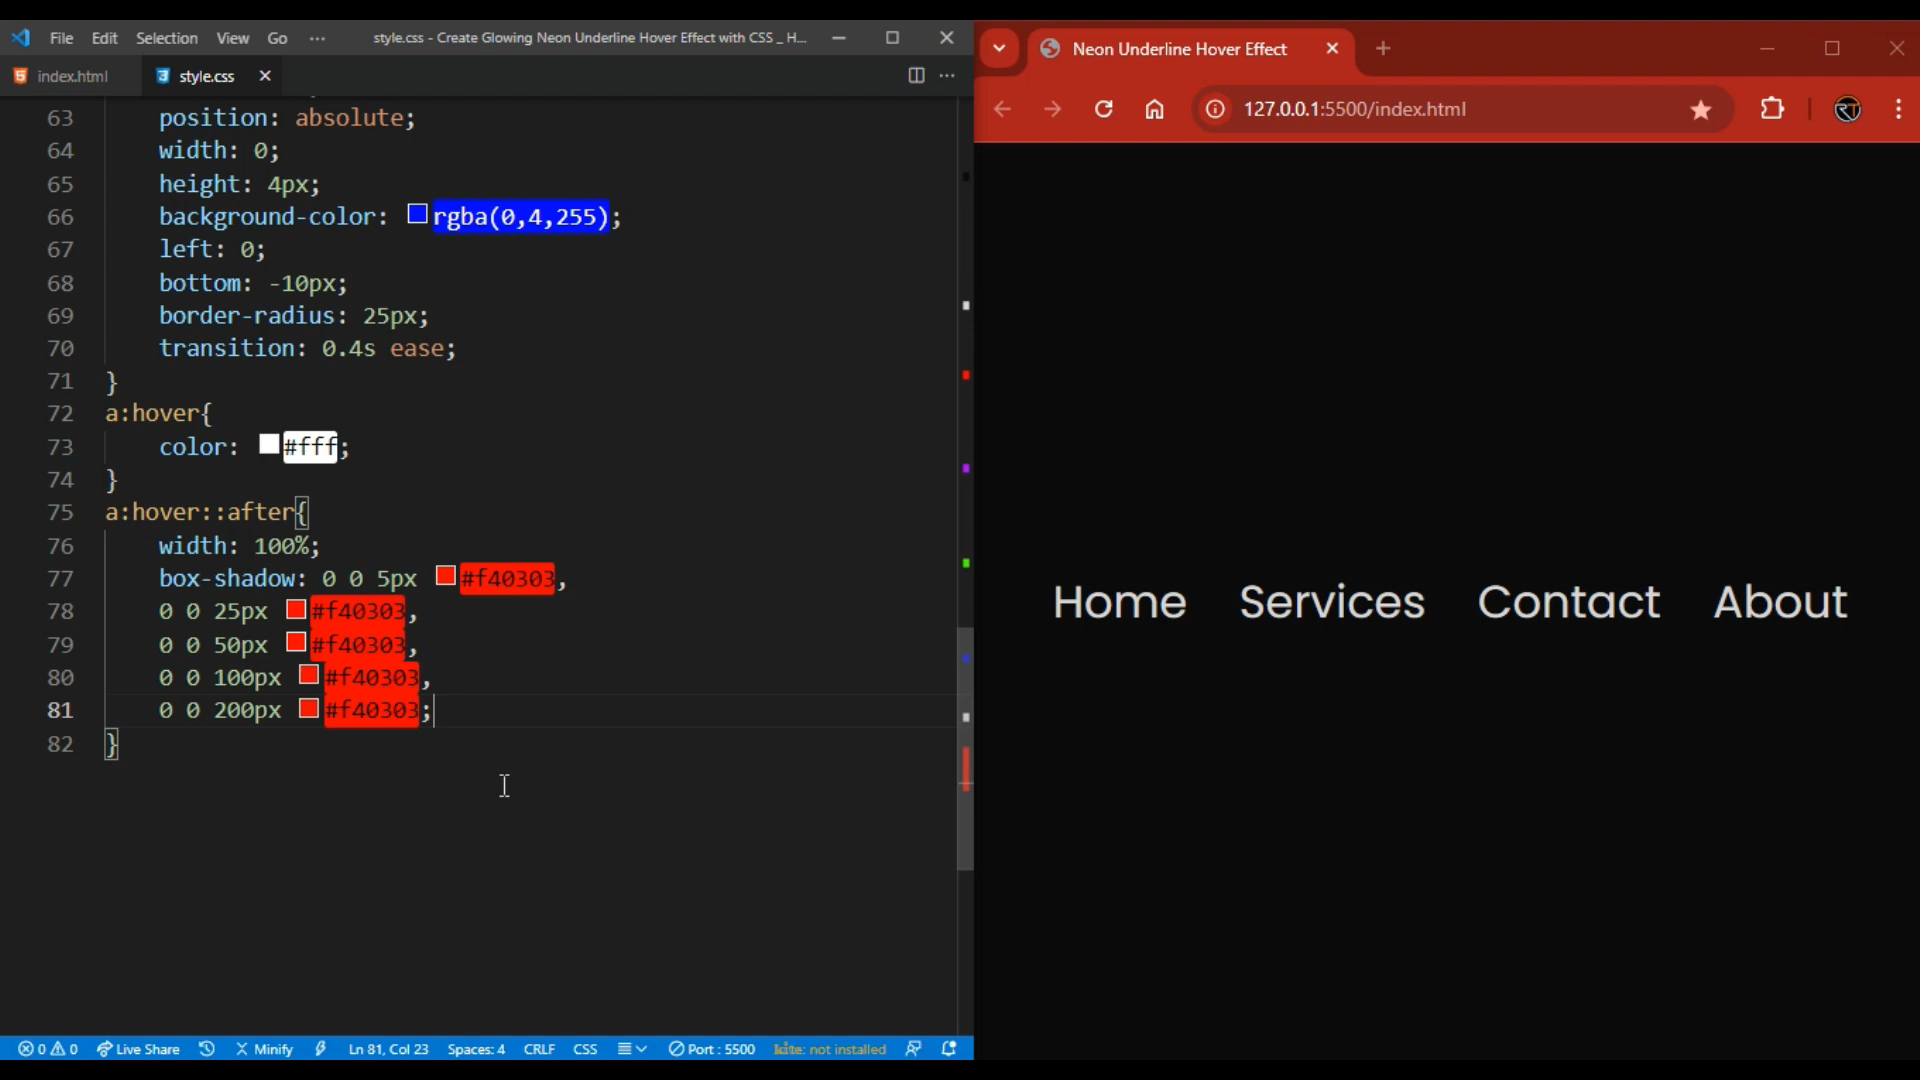 File Edit Selection View Go ··· style.css - Create Glowing Neon Underline Hover Effect with CSS _ H...
index.html style.css
63 position: absolute;
64 width: 0;
65 height: 4px;
66 background-color: rgba(0,4,255);
67 left: 0;
68 bottom: -10px;
69 border-radius: 25px;
70 transition: 0.4s ease;
71 }
72 a:hover{
73 color: #fff;
74 }
75 a:hover::after{
76 width: 100%;
77 box-shadow: 0 0 5px #f40303,
78 0 0 25px #f40303,
79 0 0 50px #f40303,
80 0 0 100px #f40303,
81 0 0 200px #f40303;
82 }
0 0 Live Share Minify Ln 81, Col 23 Spaces: 4 CRLF CSS Port : 5500 kite: not installed
Neon Underline Hover Effect
127.0.0.1:5500/index.html
Home Services Contact About